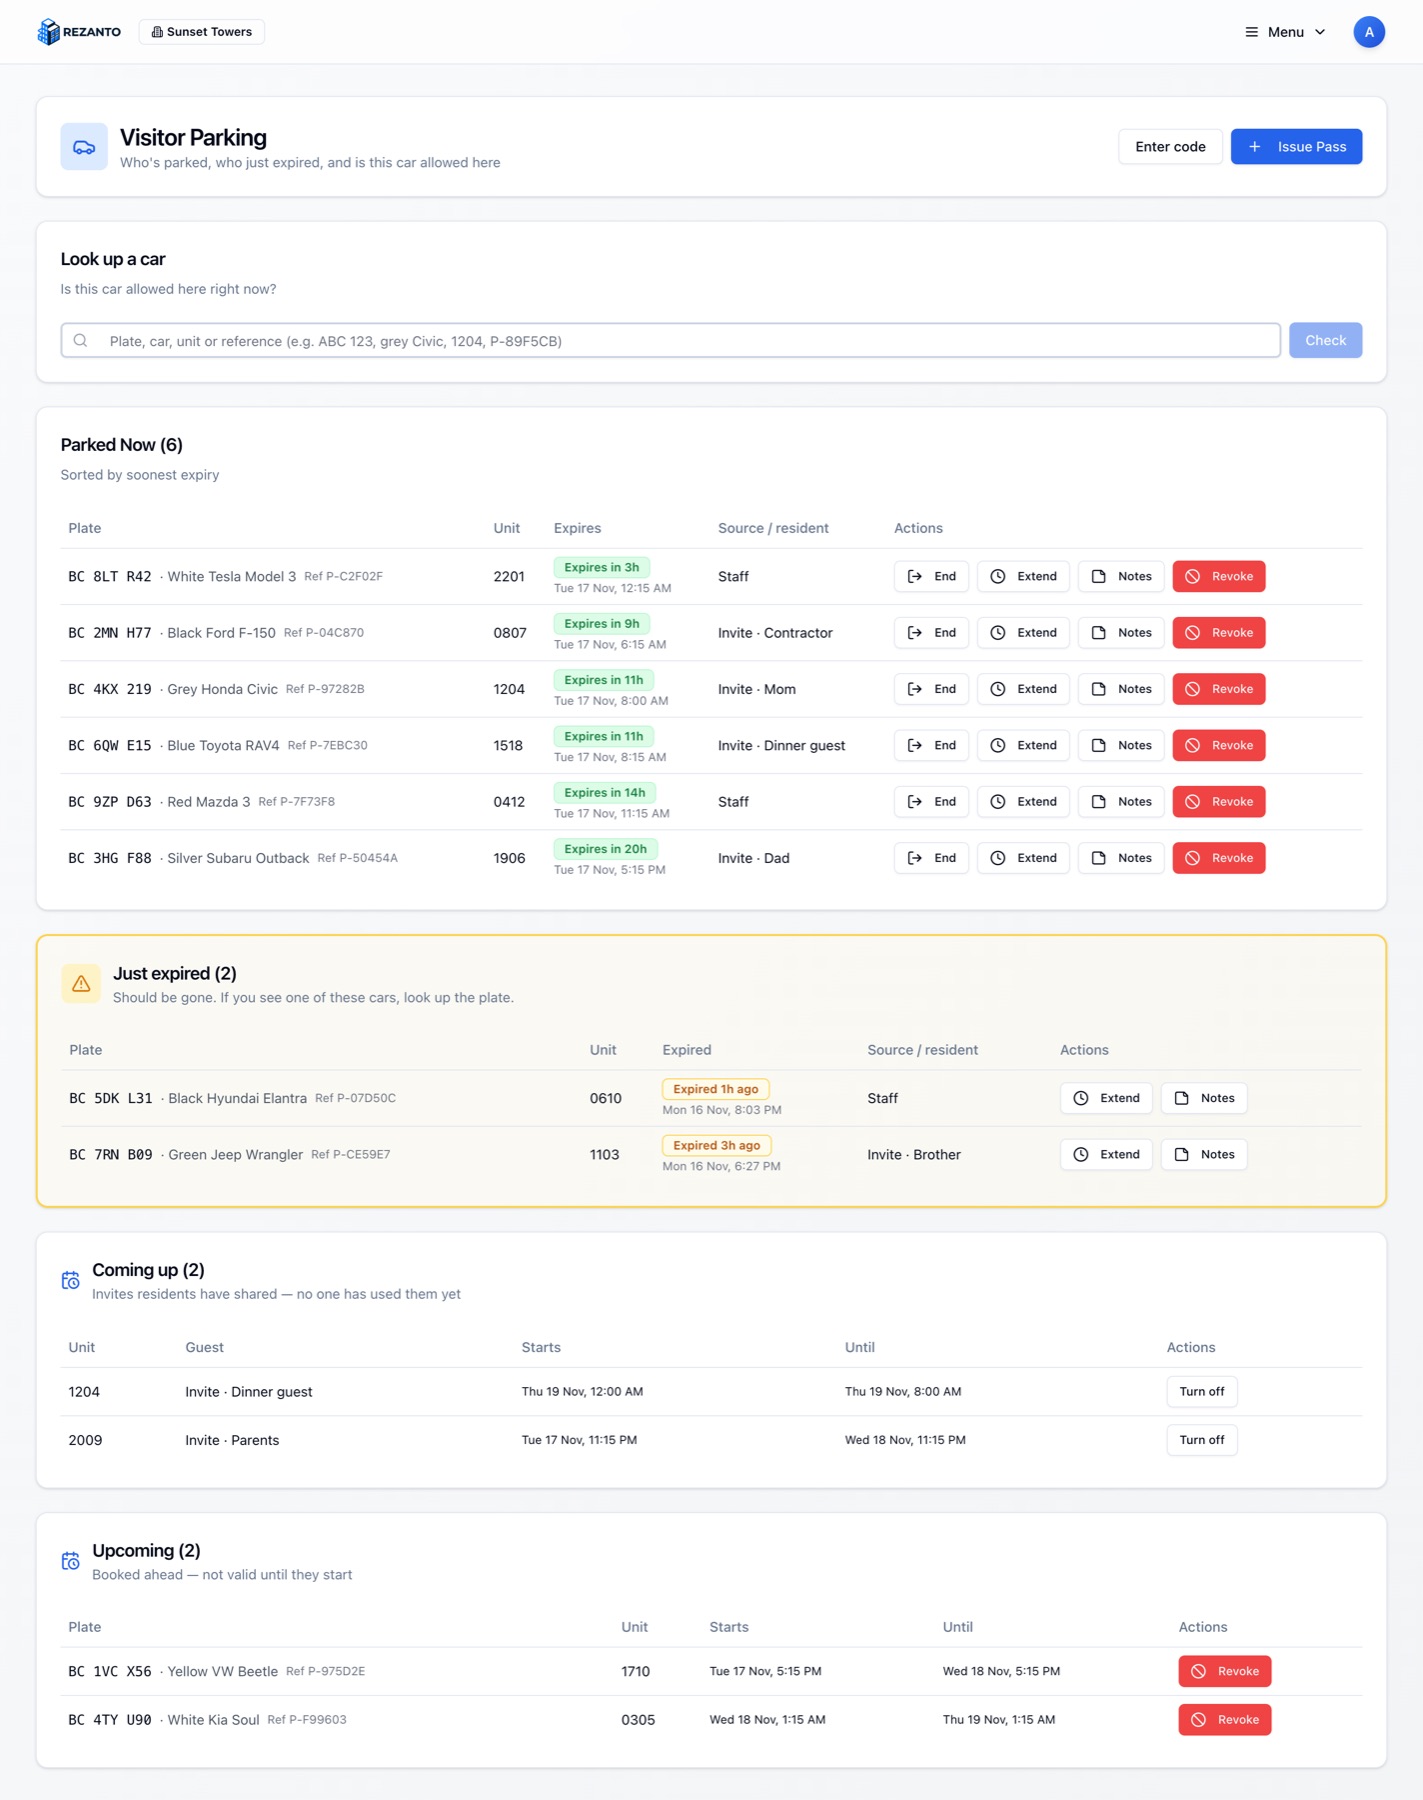 REZANTO Sunset Towers Menu A
Visitor Parking
Who's parked, who just expired, and is this car allowed here
Enter code Issue Pass
Look up a car
Is this car allowed here right now?
Plate, car, unit or reference (e.g. ABC 123, grey Civic, 1204, P-89F5CB) Check
Parked Now (6)
Sorted by soonest expiry
Plate Unit Expires Source / resident Actions
BC 8LT R42 · White Tesla Model 3 Ref P-C2F02F 2201 Expires in 3h Staff End Extend Notes Revoke
Tue 17 Nov, 12:15 AM
BC 2MN H77 · Black Ford F-150 Ref P-04C870 0807 Expires in 9h Invite · Contractor End Extend Notes Revoke
Tue 17 Nov, 6:15 AM
BC 4KX 219 · Grey Honda Civic Ref P-97282B 1204 Expires in 11h Invite · Mom End Extend Notes Revoke
Tue 17 Nov, 8:00 AM
BC 6QW E15 · Blue Toyota RAV4 Ref P-7EBC30 1518 Expires in 11h Invite · Dinner guest End Extend Notes Revoke
Tue 17 Nov, 8:15 AM
BC 9ZP D63 · Red Mazda 3 Ref P-7F73F8 0412 Expires in 14h Staff End Extend Notes Revoke
Tue 17 Nov, 11:15 AM
BC 3HG F88 · Silver Subaru Outback Ref P-50454A 1906 Expires in 20h Invite · Dad End Extend Notes Revoke
Tue 17 Nov, 5:15 PM
Just expired (2)
Should be gone. If you see one of these cars, look up the plate.
Plate Unit Expired Source / resident Actions
BC 5DK L31 · Black Hyundai Elantra Ref P-07D50C 0610 Expired 1h ago Staff Extend Notes
Mon 16 Nov, 8:03 PM
BC 7RN B09 · Green Jeep Wrangler Ref P-CE59E7 1103 Expired 3h ago Invite · Brother Extend Notes
Mon 16 Nov, 6:27 PM
Coming up (2)
Invites residents have shared — no one has used them yet
Unit Guest Starts Until Actions
1204 Invite · Dinner guest Thu 19 Nov, 12:00 AM Thu 19 Nov, 8:00 AM Turn off
2009 Invite · Parents Tue 17 Nov, 11:15 PM Wed 18 Nov, 11:15 PM Turn off
Upcoming (2)
Booked ahead — not valid until they start
Plate Unit Starts Until Actions
BC 1VC X56 · Yellow VW Beetle Ref P-975D2E 1710 Tue 17 Nov, 5:15 PM Wed 18 Nov, 5:15 PM Revoke
BC 4TY U90 · White Kia Soul Ref P-F99603 0305 Wed 18 Nov, 1:15 AM Thu 19 Nov, 1:15 AM Revoke